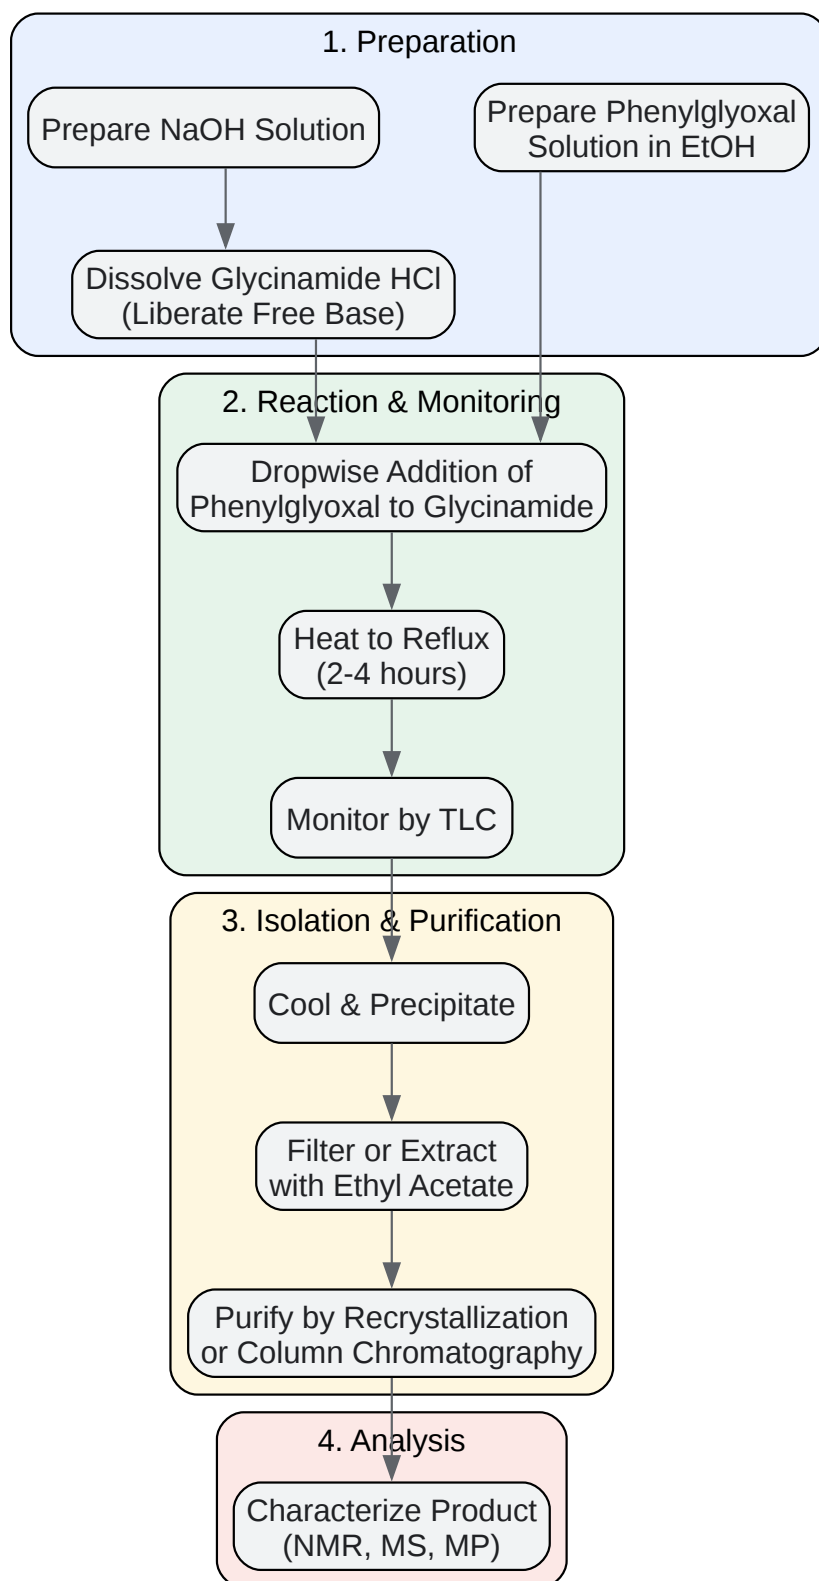 1. Preparation
Prepare NaOH Solution
Prepare Phenylglyoxal
Solution in EtOH
Dissolve Glycinamide HCl
(Liberate Free Base)
2. Reaction & Monitoring
Dropwise Addition of
Phenylglyoxal to Glycinamide
Heat to Reflux
(2-4 hours)
Monitor by TLC
3. Isolation & Purification
Cool & Precipitate
Filter or Extract
with Ethyl Acetate
Purify by Recrystallization
or Column Chromatography
4. Analysis
Characterize Product
(NMR, MS, MP)